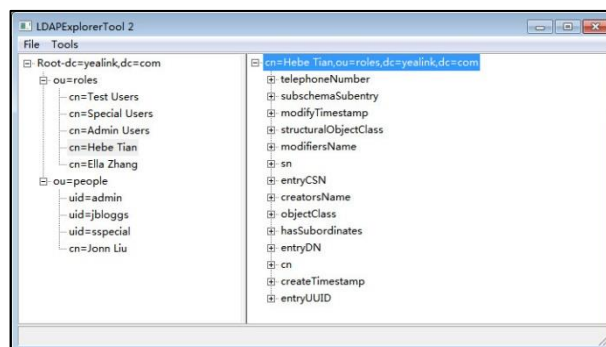 LDAPExplorerTool 2
File Tools
Root-dc=yealink,dc=com
ou=roles
cn=Test Users
cn=Special Users
cn=Admin Users
cn=Hebe Tian
cn=Ella Zhang
ou=people
uid=admin
uid=jbloggs
uid=sspecial
cn=Jonn Liu
cn=Hebe Tian,ou=roles,dc=yealink,dc=com
telephoneNumber
subschemaSubentry
modifyTimestamp
structuralObjectClass
modifiersName
sn
entryCSN
creatorsName
objectClass
hasSubordinates
entryDN
cn
createTimestamp
entryUUID